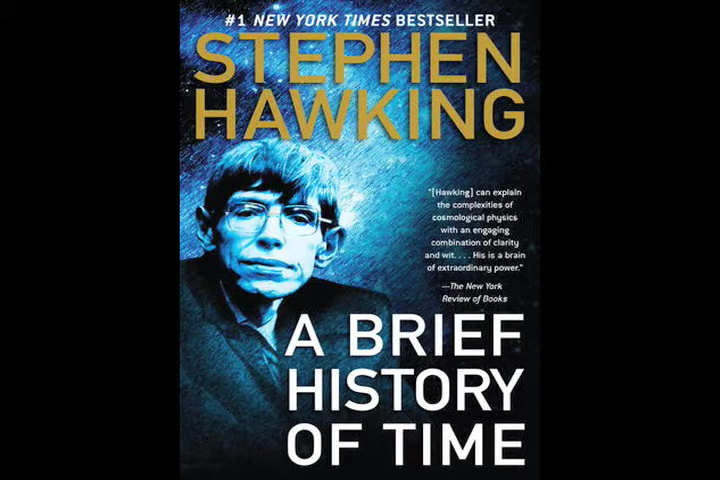 #1 NEW YORK TIMES BESTSELLER
STEPHEN
HAWKING
"[Hawking] can explain
the complexities of
cosmological physics
with an engaging
combination of clarity
and wit. . . . His is a brain
of extraordinary power."
—The New York
Review of Books
A BRIEF
HISTORY
OF TIME